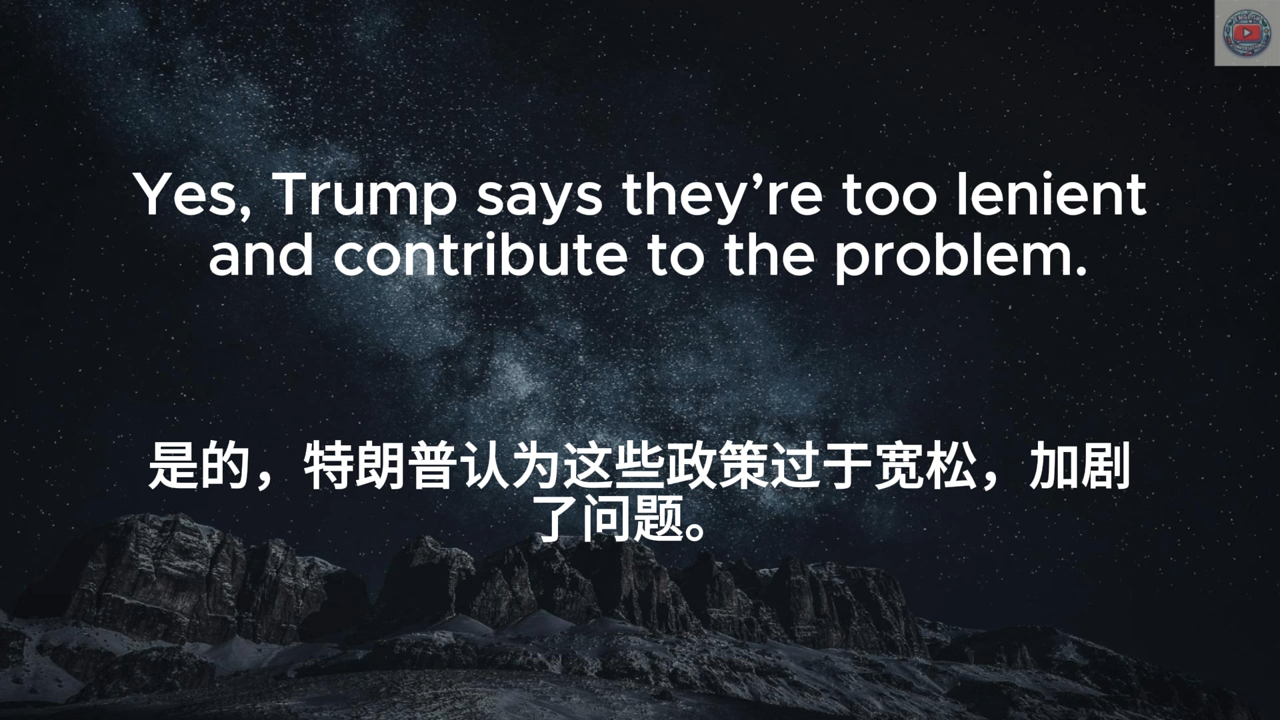 Yes, Trump says they’re too lenient
and contribute to the problem.
是的，特朗普认为这些政策过于宽松，加剧
了问题。